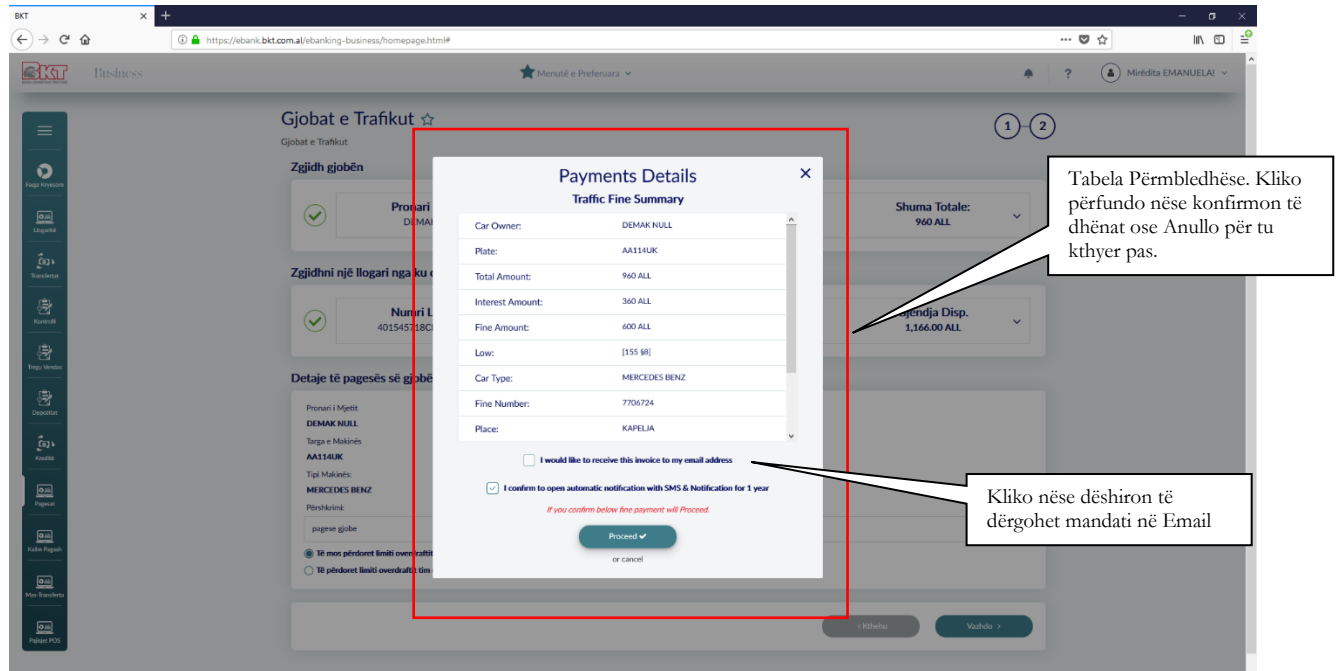 BKT
https://ebank.bkt.com.al/ebanking-business/homepage.html#
BKT
Business
Menutë e Preferuara
?
Mirëdita EMANUELA!
Faqja Kryesore
Llogaritë
Transfertat
Kontrolli
Tregu Vendas
Depozitat
Kreditë
Pagesat
Kalim Pagash
Mas-Transferta
Pajisjet POS
Gjobat e Trafikut
Gjobat e Trafikut
1
2
Zgjidh gjobën
Pronari
DEMA
Shuma Totale:
960 ALL
Zgjidhni një llogari nga ku d
Numri L
Gjendja Disp.
1,166.00 ALL
Detaje të pagesës së gjobë
Pronari i Mjetit
DEMAK NULL
Targa e Makinës
AA114UK
Tipi Makinës:
MERCEDES BENZ
Përshkrimi:
pagese gjobe
Të mos përdoret limiti overdraftit
Të përdoret limiti overdraftit tim
‹ Kthehu
Vazhdo ›
Payments Details
Traffic Fine Summary
Car Owner: DEMAK NULL
Plate: AA114UK
Total Amount: 960 ALL
Interest Amount: 360 ALL
Fine Amount: 600 ALL
Low: [155 §8]
Car Type: MERCEDES BENZ
Fine Number: 7706724
Place: KAPELJA
I would like to receive this invoice to my email address
I confirm to open automatic notification with SMS & Notification for 1 year
If you confirm below fine payment will Proceed.
Proceed
or cancel
Tabela Përmbledhëse. Kliko
përfundo nëse konfirmon të
dhënat ose Anullo për tu
kthyer pas.
Kliko nëse dëshiron të
dërgohet mandati në Email